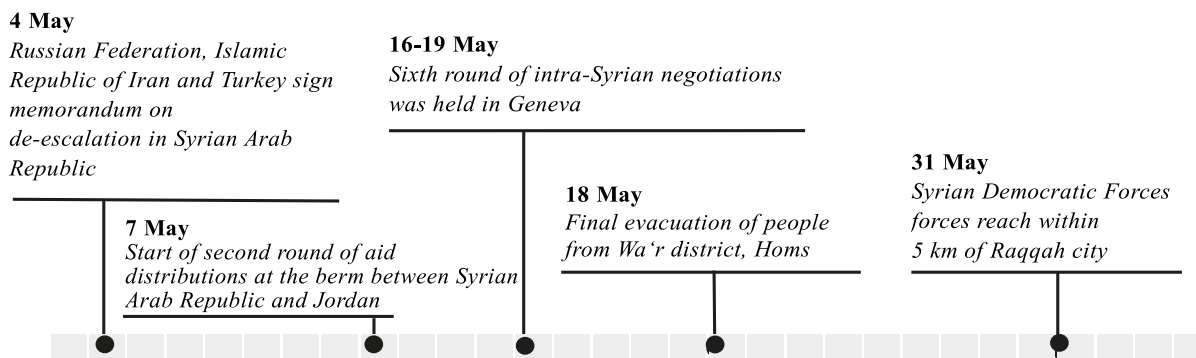 4 May
Russian Federation, Islamic
Republic of Iran and Turkey sign
memorandum on
de-escalation in Syrian Arab
Republic
7 May
Start of second round of aid
distributions at the berm between Syrian
Arab Republic and Jordan
16-19 May
Sixth round of intra-Syrian negotiations
was held in Geneva
18 May
Final evacuation of people
from Wa‘r district, Homs
31 May
Syrian Democratic Forces
forces reach within
5 km of Raqqah city